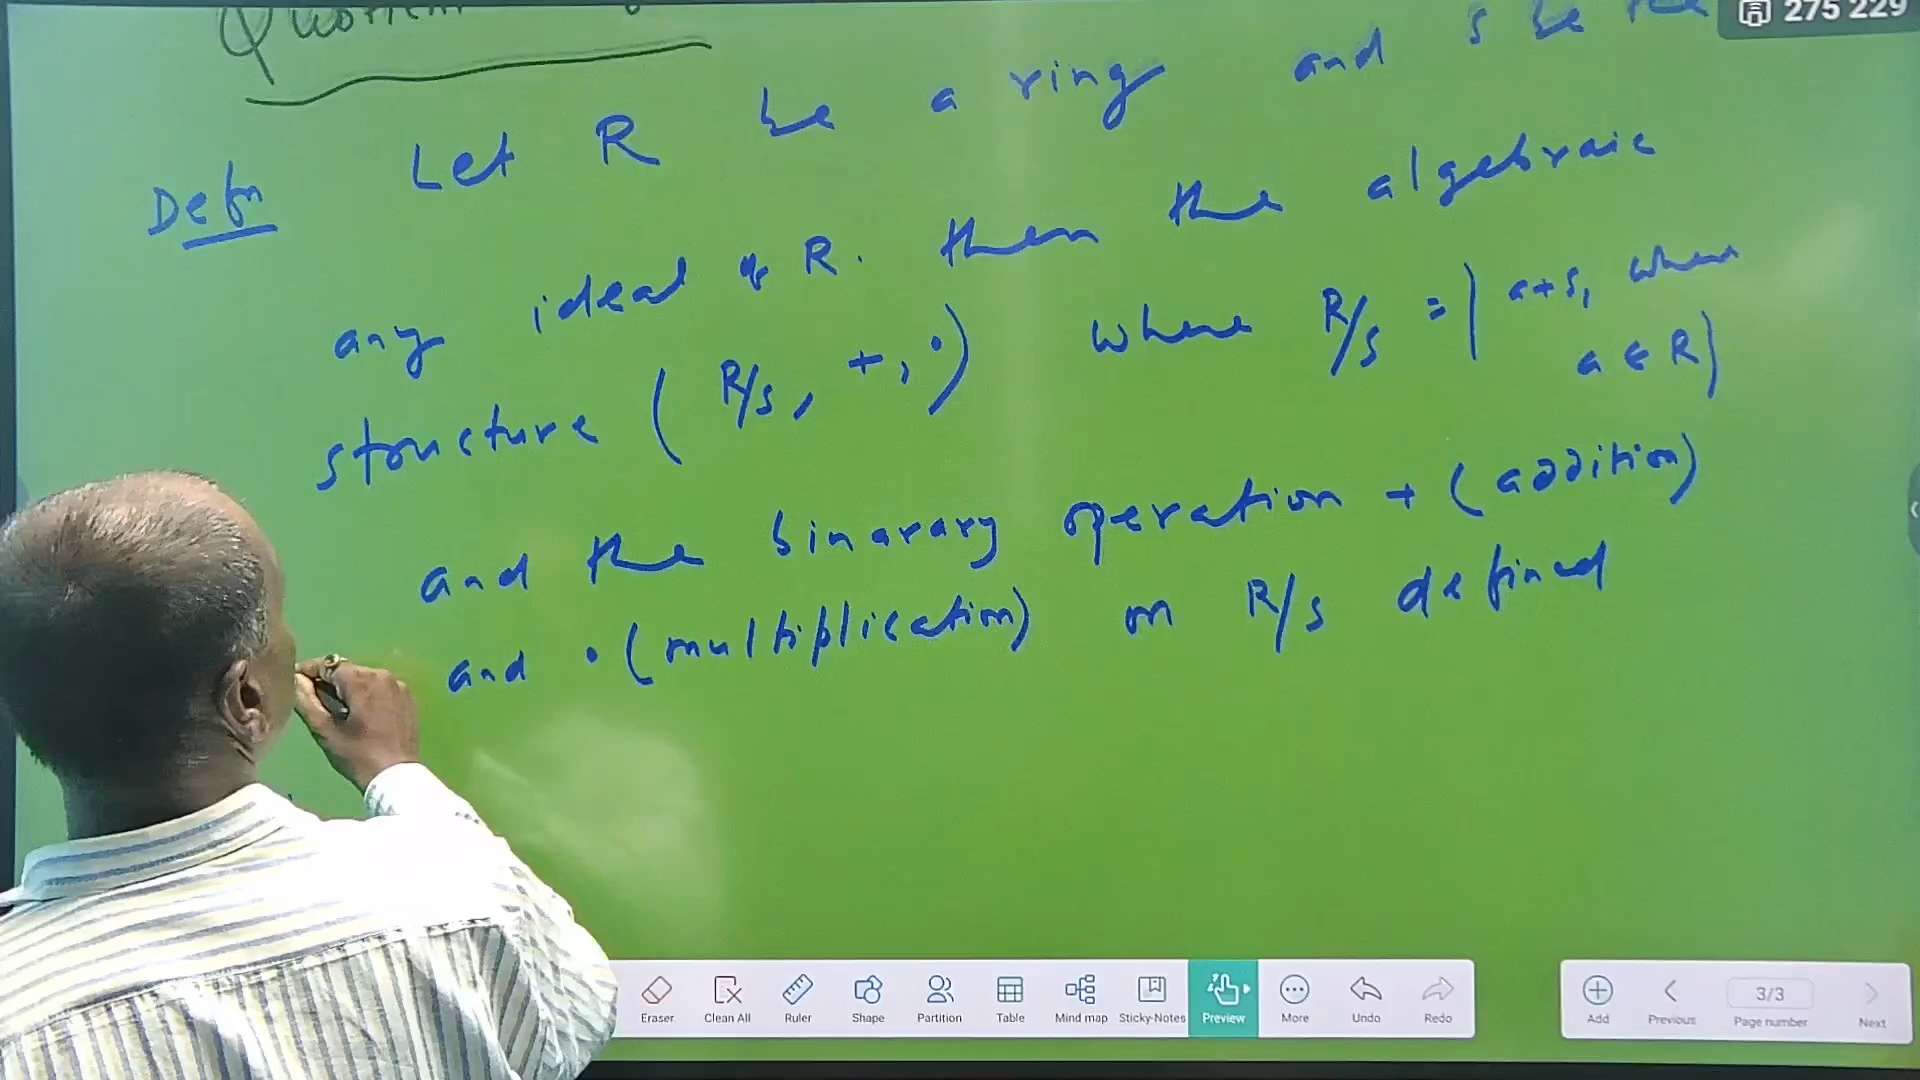 275 229
Defn Let R be a ring and s be
any ideal of R. then the algebraic
structure ( R/s, +, · ) where R/s = { a+s, where
a ∈ R }
and the binarary operation + (addition)
and · (multiplication) on R/s defined
Eraser Clean All Ruler Shape Partition Table Mind map Sticky-Notes Preview More Undo Redo
Add Previous 3/3 Page number Next